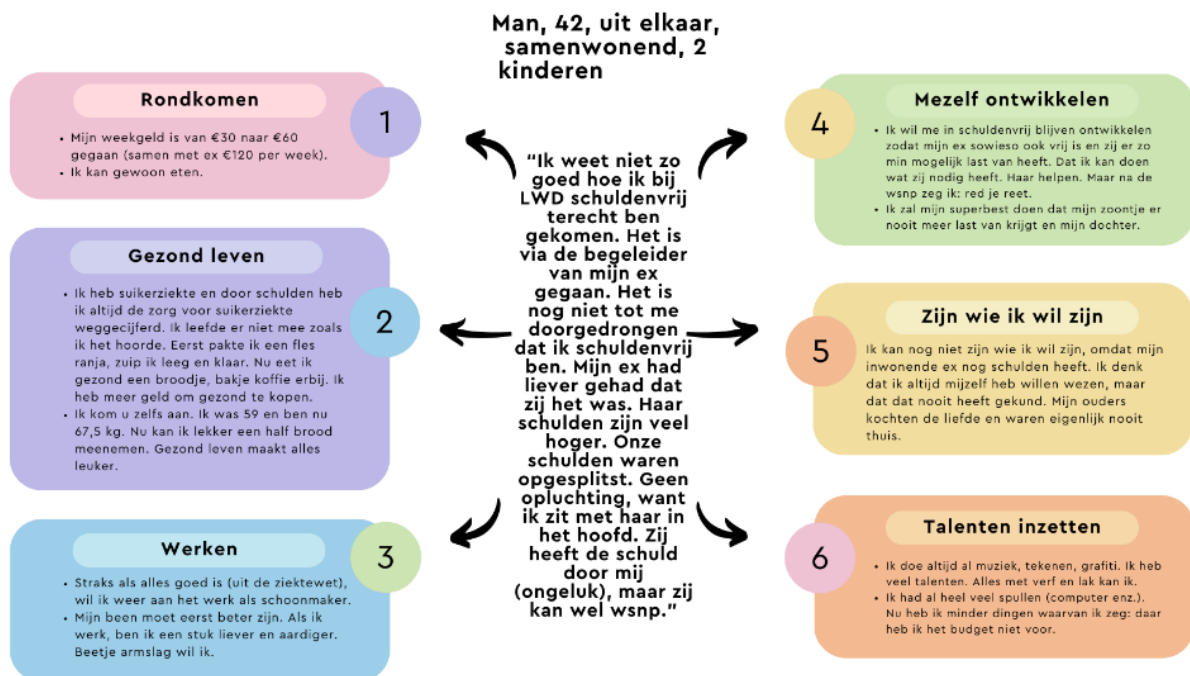 Man, 42, uit elkaar,
samenwonend, 2
kinderen
Rondkomen
1
• Mijn weekgeld is van €30 naar €60
gegaan (samen met ex €120 per week).
• Ik kan gewoon eten.
Gezond leven
2
• Ik heb suikerziekte en door schulden heb
ik altijd de zorg voor suikerziekte
weggecijferd. Ik leefde er niet mee zoals
ik het hoorde. Eerst pakte ik een fles
ranja, zuip ik leeg en klaar. Nu eet ik
gezond een broodje, bakje koffie erbij. Ik
heb meer geld om gezond te kopen.
• Ik kom u zelfs aan. Ik was 59 en ben nu
67,5 kg. Nu kan ik lekker een half brood
meenemen. Gezond leven maakt alles
leuker.
Werken
3
• Straks als alles goed is (uit de ziektewet),
wil ik weer aan het werk als schoonmaker.
• Mijn been moet eerst beter zijn. Als ik
werk, ben ik een stuk liever en aardiger.
Beetje armslag wil ik.
“Ik weet niet zo
goed hoe ik bij
LWD schuldenvrij
terecht ben
gekomen. Het is
via de begeleider
van mijn ex
gegaan. Het is
nog niet tot me
doorgedrongen
dat ik schuldenvrij
ben. Mijn ex had
liever gehad dat
zij het was. Haar
schulden zijn veel
hoger. Onze
schulden waren
opgesplitst. Geen
opluchting, want
ik zit met haar in
het hoofd. Zij
heeft de schuld
door mij
(ongeluk), maar zij
kan wel wsnp.”
4
Mezelf ontwikkelen
• Ik wil me in schuldenvrij blijven ontwikkelen
zodat mijn ex sowieso ook vrij is en zij er zo
min mogelijk last van heeft. Dat ik kan doen
wat zij nodig heeft. Haar helpen. Maar na de
wsnp zeg ik: red je reet.
• Ik zal mijn superbest doen dat mijn zoontje er
nooit meer last van krijgt en mijn dochter.
5
Zijn wie ik wil zijn
Ik kan nog niet zijn wie ik wil zijn, omdat mijn
inwonende ex nog schulden heeft. Ik denk
dat ik altijd mijzelf heb willen wezen, maar
dat dat nooit heeft gekund. Mijn ouders
kochten de liefde en waren eigenlijk nooit
thuis.
6
Talenten inzetten
• Ik doe altijd al muziek, tekenen, grafiti. Ik heb
veel talenten. Alles met verf en lak kan ik.
• Ik had al heel veel spullen (computer enz.).
Nu heb ik minder dingen waarvan ik zeg: daar
heb ik het budget niet voor.